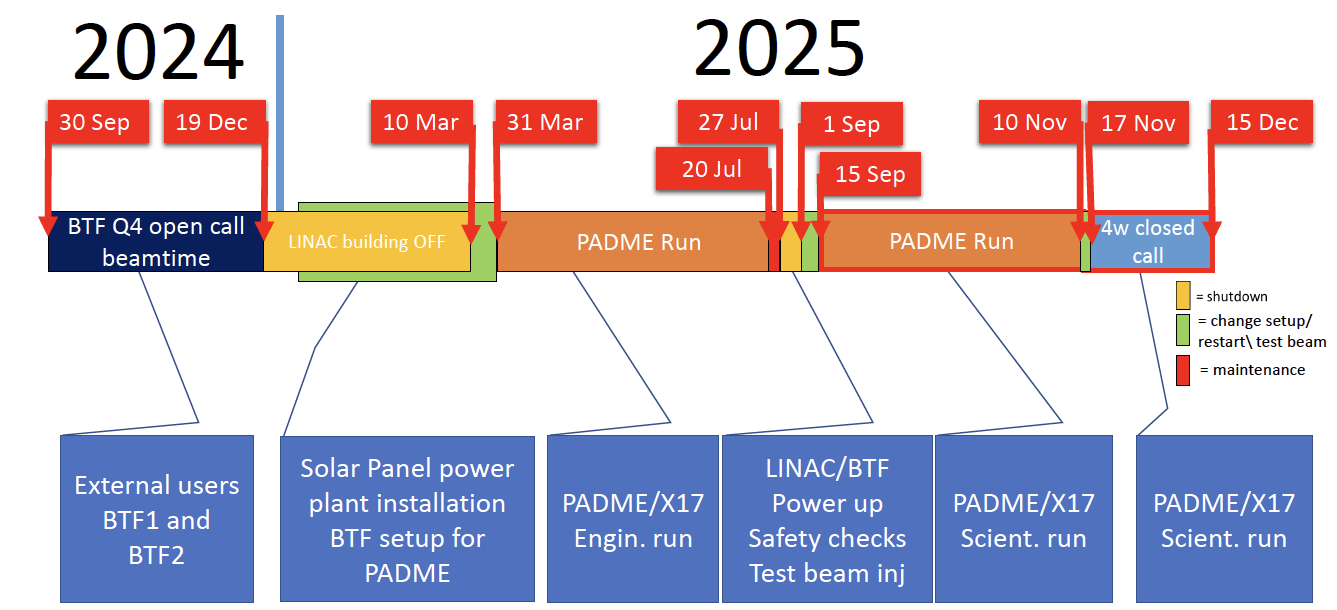 2024
2025
30 Sep
19 Dec
10 Mar
31 Mar
27 Jul
1 Sep
10 Nov
17 Nov
15 Dec
20 Jul
15 Sep
BTF Q4 open call
beamtime
LINAC building OFF
PADME Run
PADME Run
4w closed
call
= shutdown
= change setup/
restart\ test beam
= maintenance
External users
BTF1 and
BTF2
Solar Panel power
plant installation
BTF setup for
PADME
PADME/X17
Engin. run
LINAC/BTF
Power up
Safety checks
Test beam inj
PADME/X17
Scient. run
PADME/X17
Scient. run